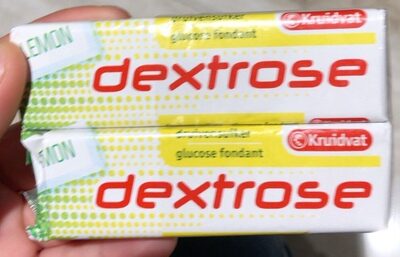 LEMON
druivensuiker
glucose fondant
Kruidvat
dextrose
LEMON
druivensuiker
glucose fondant
Kruidvat
dextrose